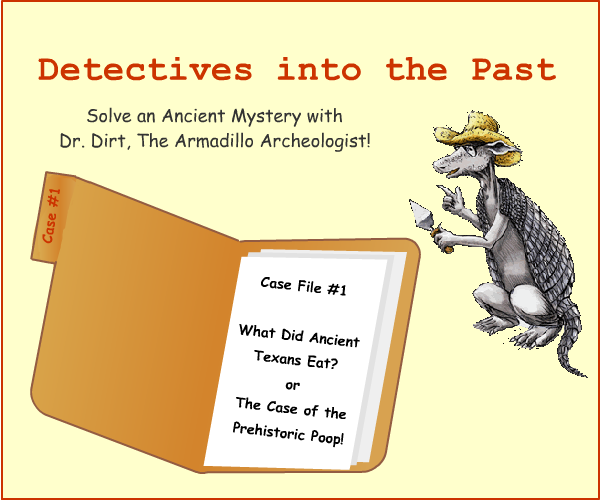 Detectives into the Past
Solve an Ancient Mystery with
Dr. Dirt, The Armadillo Archeologist!
Case #1
Case File #1
What Did Ancient
Texans Eat?
or
The Case of the
Prehistoric Poop!